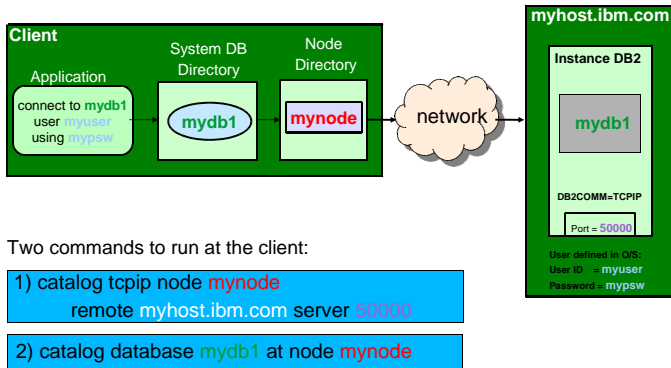 Client
Application
connect to mydb1
user myuser
using mypsw
System DB
Directory
mydb1
Node
Directory
mynode
network
myhost.ibm.com
Instance DB2
mydb1
DB2COMM=TCPIP
Port = 50000
User defined in O/S:
User ID = myuser
Password = mypsw
Two commands to run at the client:
1) catalog tcpip node mynode
remote myhost.ibm.com server 50000
2) catalog database mydb1 at node mynode